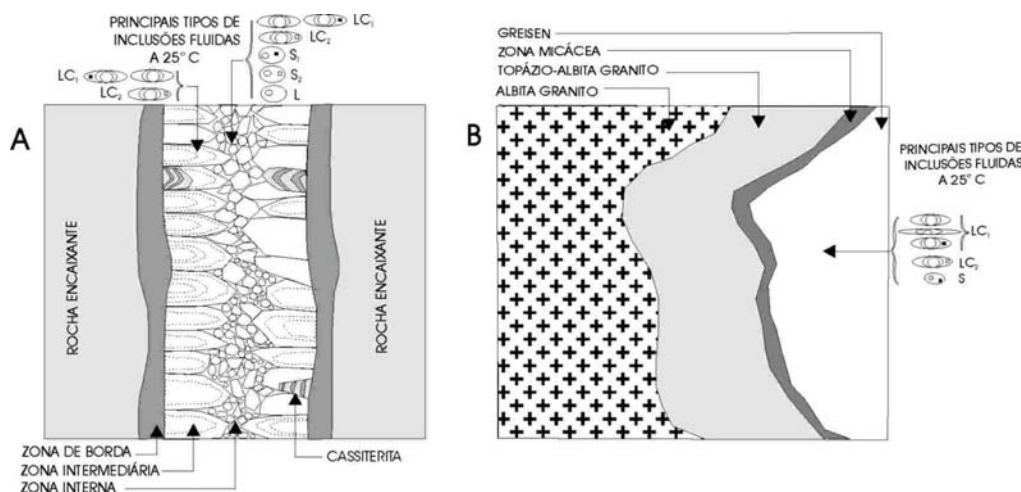 A
PRINCIPAIS TIPOS DE
INCLUSÕES FLUIDAS
A 25° C
LC₁
LC₂
LC₁
LC₂
S₁
S₂
L
ROCHA ENCAIXANTE
ROCHA ENCAIXANTE
ZONA DE BORDA
ZONA INTERMEDIÁRIA
ZONA INTERNA
CASSITERITA
B
GREISEN
ZONA MICÁCEA
TOPÁZIO-ALBITA GRANITO
ALBITA GRANITO
PRINCIPAIS TIPOS DE
INCLUSÕES FLUIDAS
A 25° C
LC₁
LC₂
S